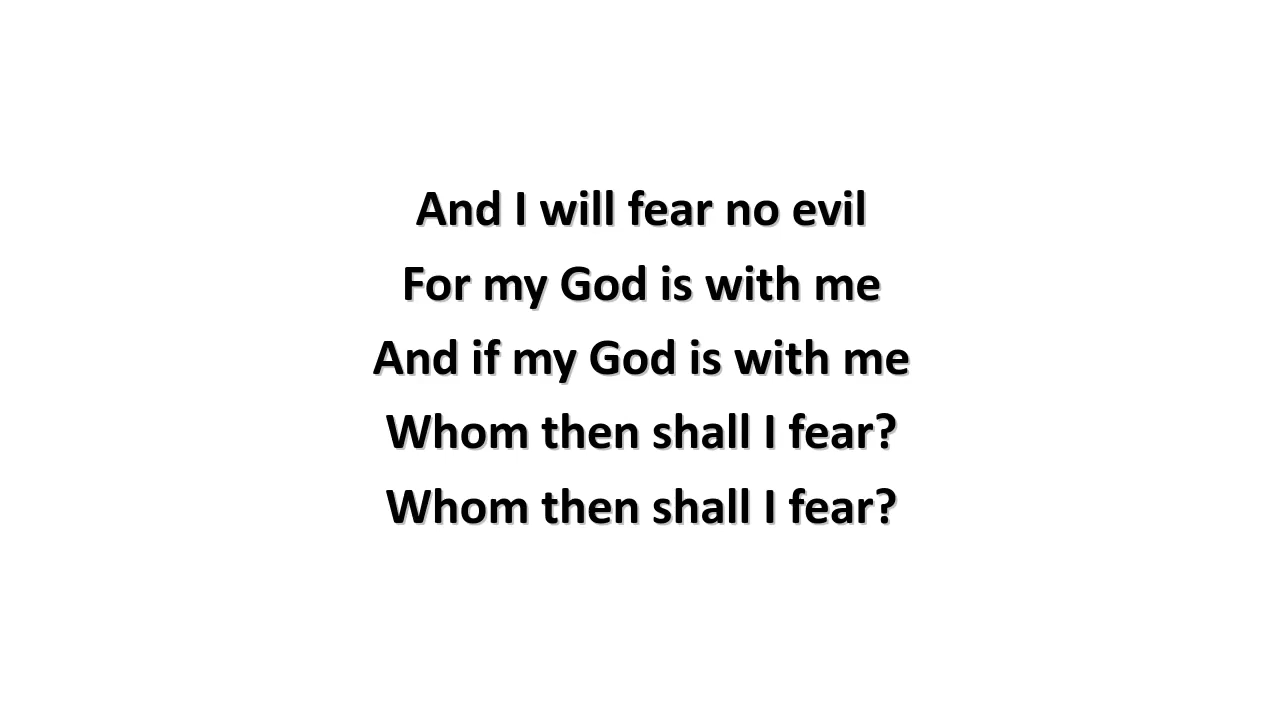 And I will fear no evil
For my God is with me
And if my God is with me
Whom then shall I fear?
Whom then shall I fear?